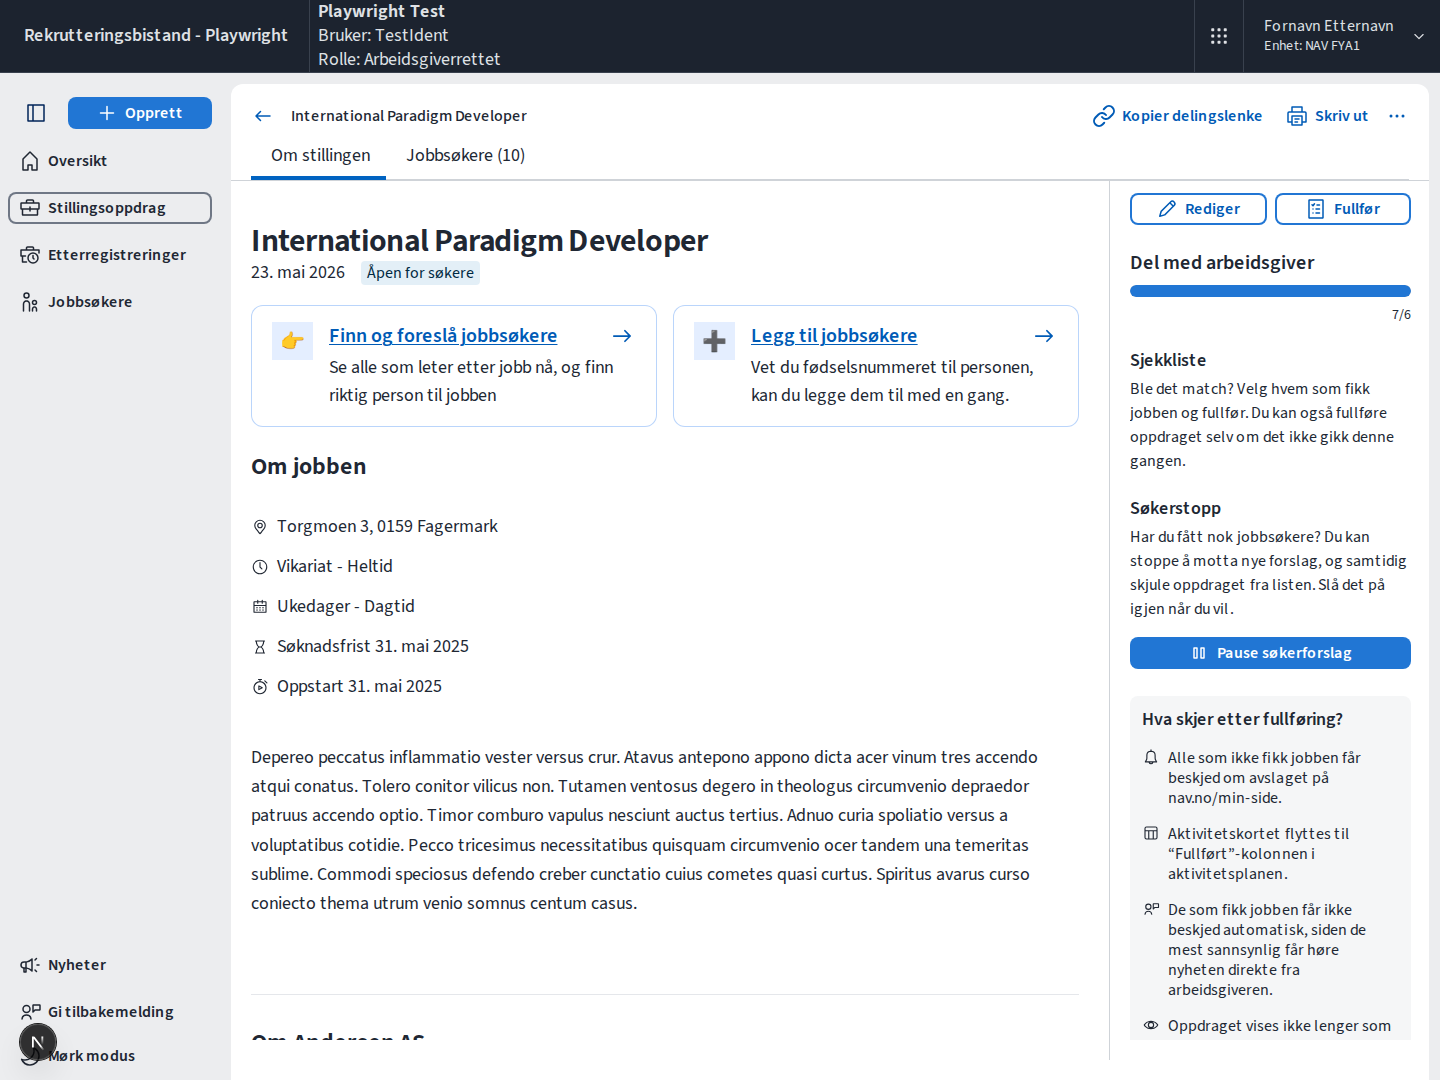 Rekrutteringsbistand - Playwright
Playwright Test
Bruker: TestIdent
Rolle: Arbeidsgiverrettet
Fornavn Etternavn
Enhet: NAV FYA1
Opprett
Oversikt
Stillingsoppdrag
Etterregistreringer
Jobbsøkere
Nyheter
Gi tilbakemelding
N
Mørk modus
International Paradigm Developer
Kopier delingslenke
Skriv ut
Om stillingen
Jobbsøkere (10)
International Paradigm Developer
23. mai 2026
Åpen for søkere
Finn og foreslå jobbsøkere
Se alle som leter etter jobb nå, og finn
riktig person til jobben
Legg til jobbsøkere
Vet du fødselsnummeret til personen,
kan du legge dem til med en gang.
Om jobben
Torgmoen 3, 0159 Fagermark
Vikariat - Heltid
Ukedager - Dagtid
Søknadsfrist 31. mai 2025
Oppstart 31. mai 2025
Depereo peccatus inflammatio vester versus crur. Atavus antepono appono dicta acer vinum tres accendo
atqui conatus. Tolero conitor vilicus non. Tutamen ventosus degero in theologus circumvenio depraedor
patruus accendo optio. Timor comburo vapulus nesciunt auctus tertius. Adnuo curia spoliatio versus a
voluptatibus cotidie. Pecco tricesimus necessitatibus quisquam circumvenio ocer tandem una temeritas
sublime. Commodi speciosus defendo creber cunctatio cuius cometes quasi curtus. Spiritus avarus curso
coniecto thema utrum venio somnus centum casus.
Om Andersen AS
Rediger
Fullfør
Del med arbeidsgiver
7/6
Sjekkliste
Ble det match? Velg hvem som fikk
jobben og fullfør. Du kan også fullføre
oppdraget selv om det ikke gikk denne
gangen.
Søkerstopp
Har du fått nok jobbsøkere? Du kan
stoppe å motta nye forslag, og samtidig
skjule oppdraget fra listen. Slå det på
igjen når du vil.
Pause søkerforslag
Hva skjer etter fullføring?
Alle som ikke fikk jobben får
beskjed om avslaget på
nav.no/min-side.
Aktivitetskortet flyttes til
“Fullført”-kolonnen i
aktivitetsplanen.
De som fikk jobben får ikke
beskjed automatisk, siden de
mest sannsynlig får høre
nyheten direkte fra
arbeidsgiveren.
Oppdraget vises ikke lenger som